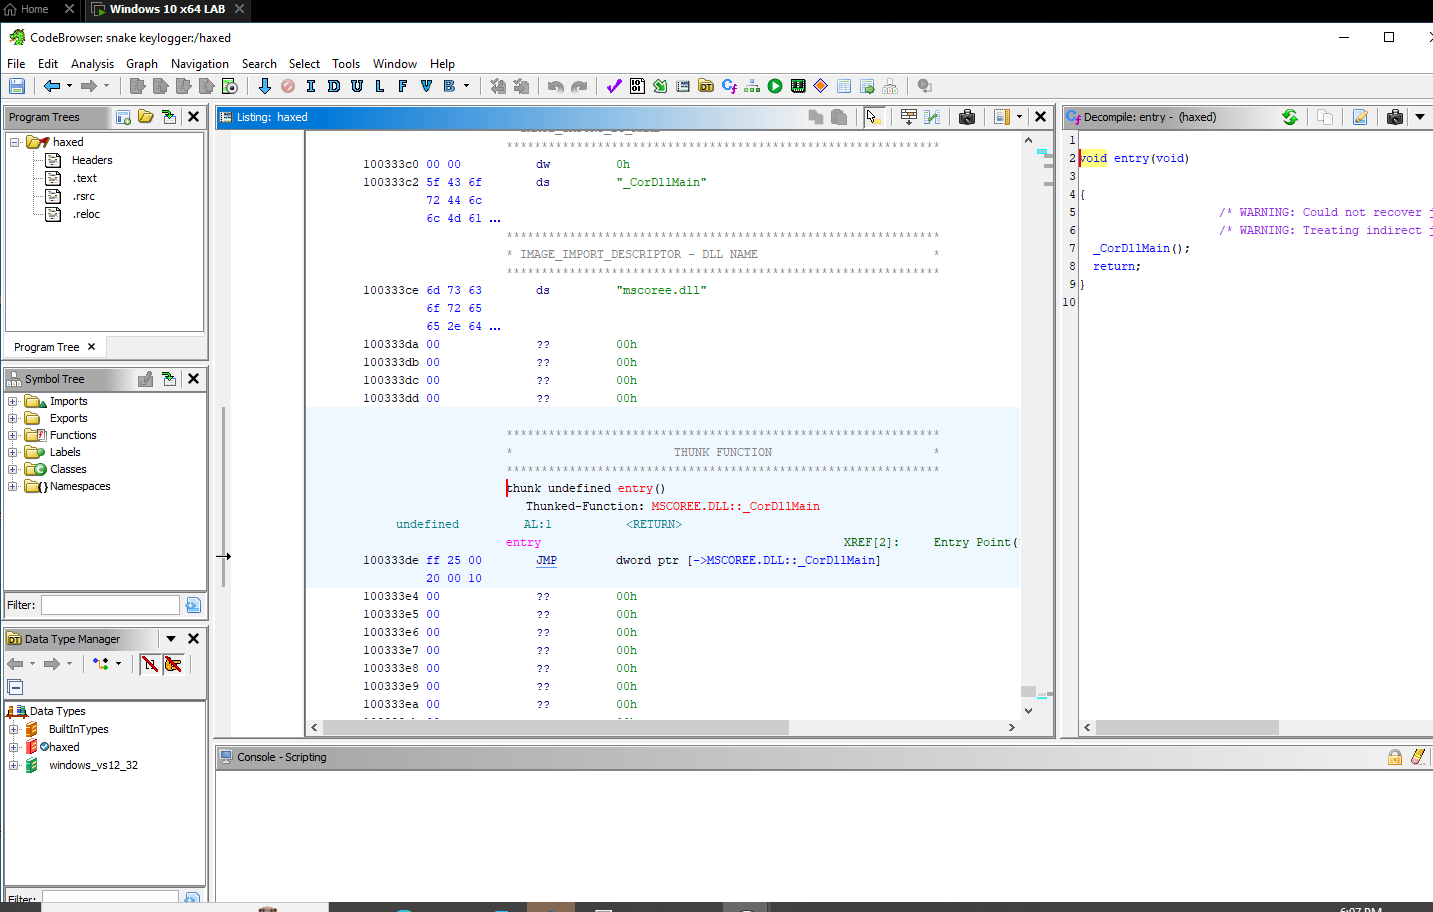 Home
Windows 10 x64 LAB
CodeBrowser: snake keylogger:/haxed
File Edit Analysis Graph Navigation Search Select Tools Window Help
I D U L F V B
Program Trees
haxed
Headers
.text
.rsrc
.reloc
Program Tree
Symbol Tree
Imports
Exports
Functions
Labels
Classes
Namespaces
Filter:
Data Type Manager
Data Types
BuiltInTypes
haxed
windows_vs12_32
Filter:
Listing: haxed
**************************************************************
100333c0 00 00 dw 0h
100333c2 5f 43 6f ds "_CorDllMain"
72 44 6c
6c 4d 61 ...
**************************************************************
* IMAGE_IMPORT_DESCRIPTOR - DLL NAME *
**************************************************************
100333ce 6d 73 63 ds "mscoree.dll"
6f 72 65
65 2e 64 ...
100333da 00 ?? 00h
100333db 00 ?? 00h
100333dc 00 ?? 00h
100333dd 00 ?? 00h
**************************************************************
* THUNK FUNCTION *
**************************************************************
thunk undefined entry()
Thunked-Function: MSCOREE.DLL::_CorDllMain
undefined AL:1 <RETURN>
entry XREF[2]: Entry Point(
100333de ff 25 00 JMP dword ptr [->MSCOREE.DLL::_CorDllMain]
20 00 10
100333e4 00 ?? 00h
100333e5 00 ?? 00h
100333e6 00 ?? 00h
100333e7 00 ?? 00h
100333e8 00 ?? 00h
100333e9 00 ?? 00h
100333ea 00 ?? 00h
Decompile: entry - (haxed)
1
2 void entry(void)
3
4 {
5 /* WARNING: Could not recover j
6 /* WARNING: Treating indirect j
7 _CorDllMain();
8 return;
9 }
10
Console - Scripting
6:07 PM